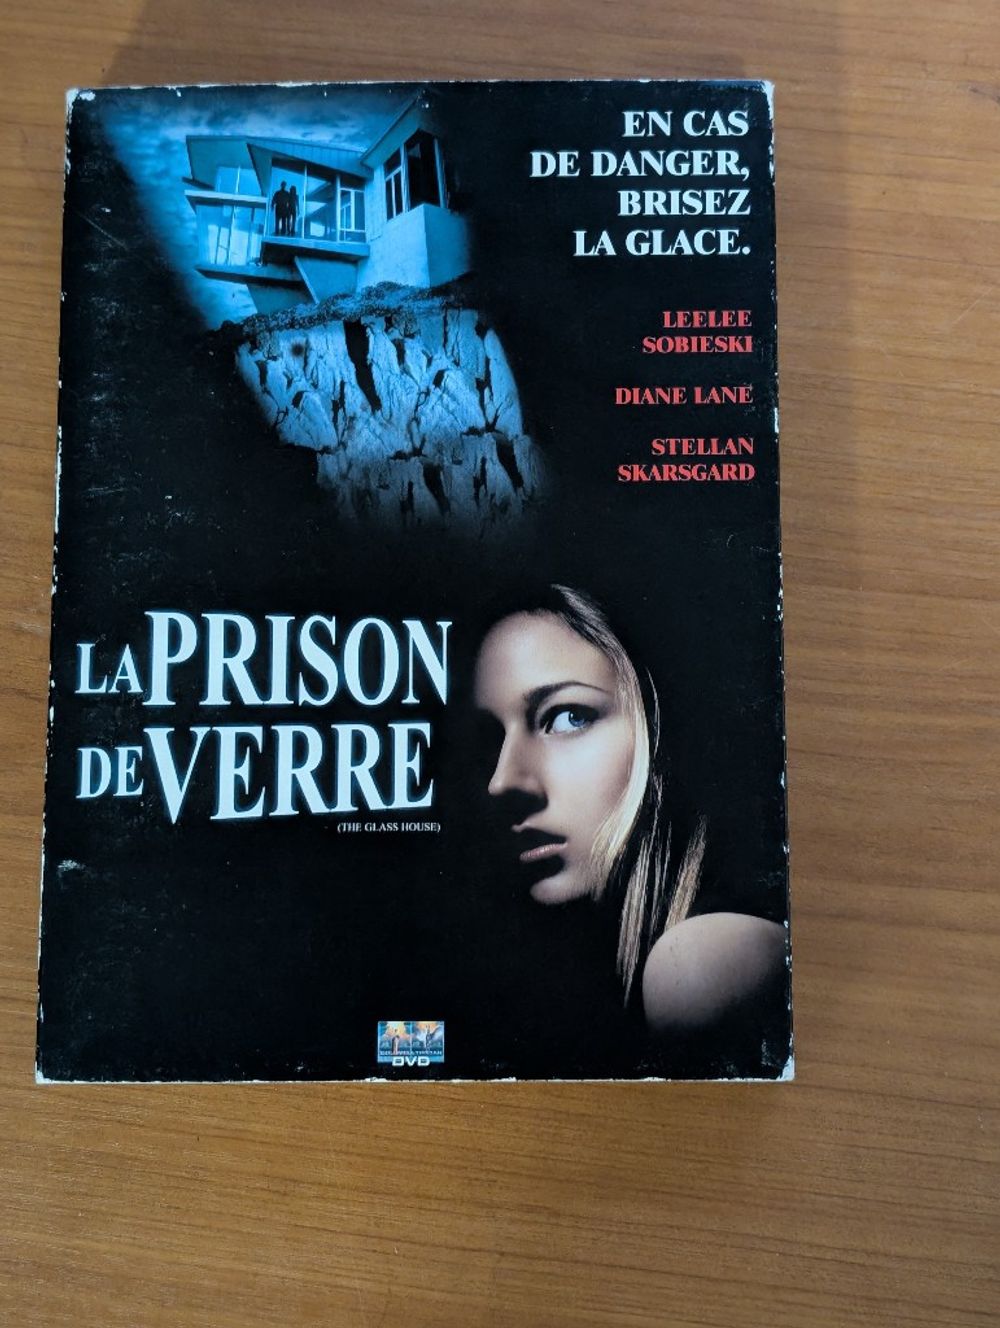 EN CAS
DE DANGER,
BRISEZ
LA GLACE.
LEELEE
SOBIESKI
DIANE LANE
STELLAN
SKARSGARD
LA PRISON
DE VERRE
(THE GLASS HOUSE)
DVD